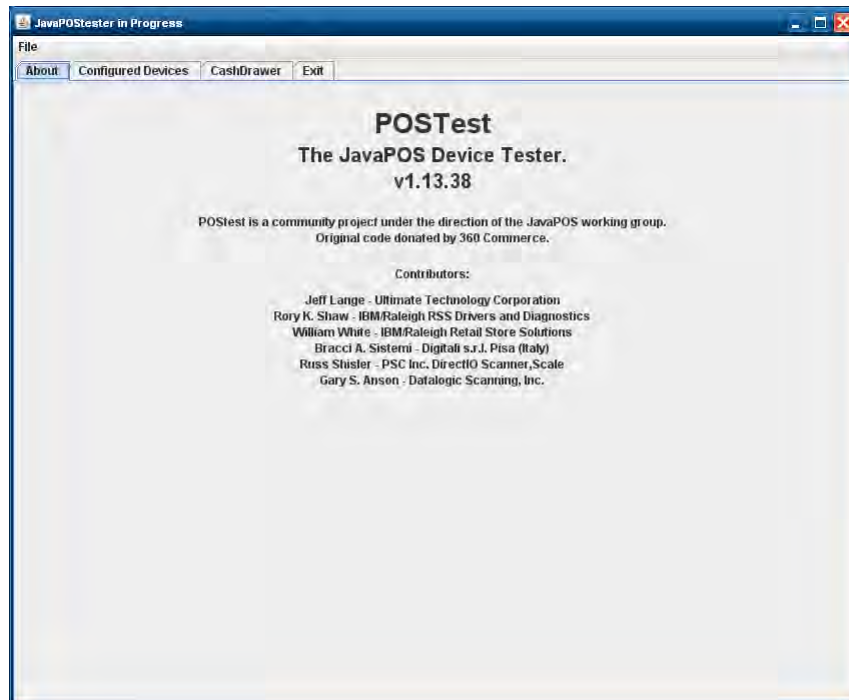 JavaPOStester in Progress
File
About Configured Devices CashDrawer Exit
POSTest
The JavaPOS Device Tester.
v1.13.38
POStest is a community project under the direction of the JavaPOS working group.
Original code donated by 360 Commerce.
Contributors:
Jeff Lange - Ultimate Technology Corporation
Rory K. Shaw - IBM/Raleigh RSS Drivers and Diagnostics
William White - IBM/Raleigh Retail Store Solutions
Bracci A. Sistemi - Digitali s.r.l. Pisa (Italy)
Russ Shisler - PSC Inc. DirectIO Scanner,Scale
Gary S. Anson - Datalogic Scanning, Inc.